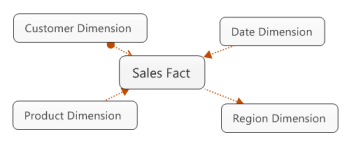 Customer Dimension
Date Dimension
Sales Fact
Product Dimension
Region Dimension